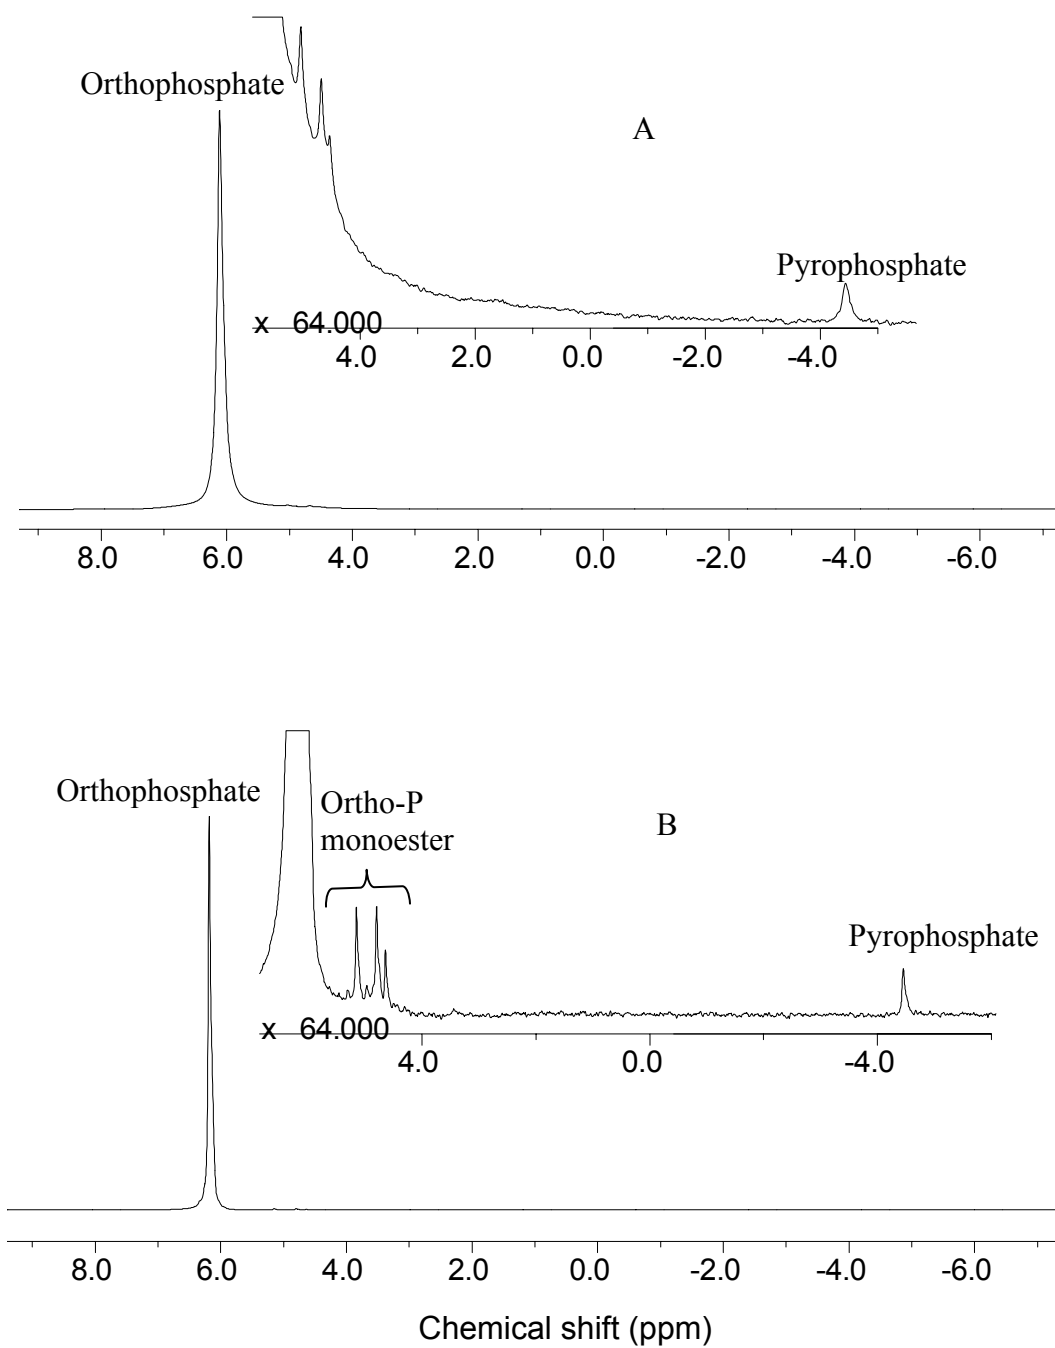 Orthophosphate
A
Pyrophosphate
x 64.000
4.0 2.0 0.0 -2.0 -4.0
8.0 6.0 4.0 2.0 0.0 -2.0 -4.0 -6.0
Orthophosphate
Ortho-P
monoester
B
Pyrophosphate
x 64.000
4.0 0.0 -4.0
8.0 6.0 4.0 2.0 0.0 -2.0 -4.0 -6.0
Chemical shift (ppm)